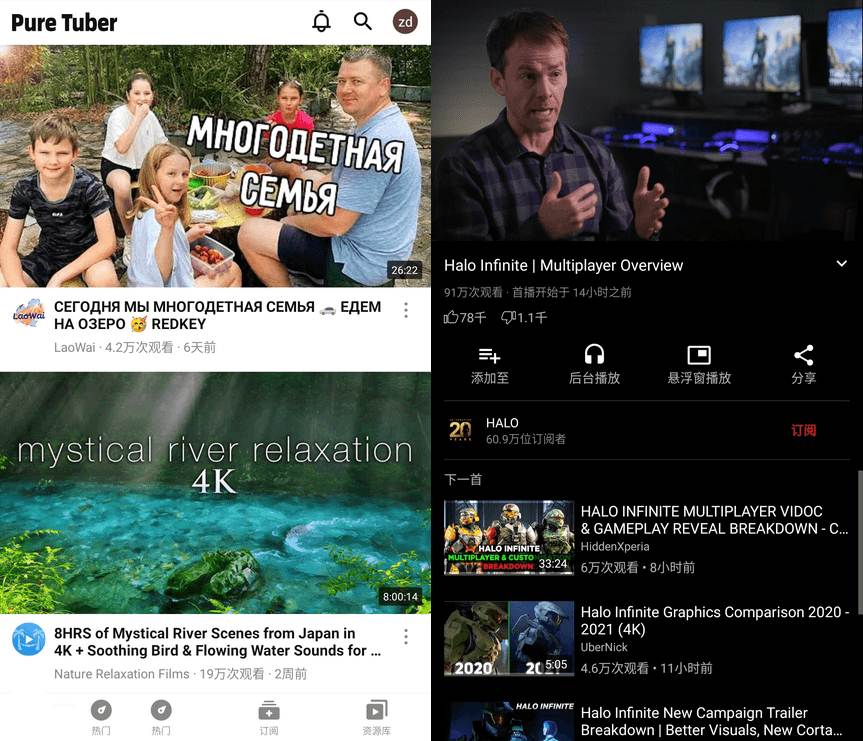 Pure Tuber
zd
МНОГОДЕТНАЯ
СЕМЬЯ
26:22
LaoWai
СЕГОДНЯ МЫ МНОГОДЕТНАЯ СЕМЬЯ 🚗 ЕДЕМ
НА ОЗЕРО 🥳 REDKEY
LaoWai · 4.2万次观看 · 6天前
mystical river relaxation
4K
8:00:14
8HRS of Mystical River Scenes from Japan in
4K + Soothing Bird & Flowing Water Sounds for ...
Nature Relaxation Films · 19万次观看 · 2周前
热门
热门
订阅
资源库
Halo Infinite | Multiplayer Overview
91万次观看 · 首播开始于 14小时之前
78千
1.1千
添加至
后台播放
悬浮窗播放
分享
20
YEARS
HALO
60.9万位订阅者
订阅
下一首
HALO INFINITE
MULTIPLAYER & CUSTO
BREAKDOWN
33:24
HALO INFINITE MULTIPLAYER VIDOC
& GAMEPLAY REVEAL BREAKDOWN - C...
HiddenXperia
6万次观看 • 8小时前
2020
5:05
Halo Infinite Graphics Comparison 2020 -
2021 (4K)
UberNick
4.6万次观看 • 11小时前
HALO INFINITE
Halo Infinite New Campaign Trailer
Breakdown | Better Visuals, New Corta...